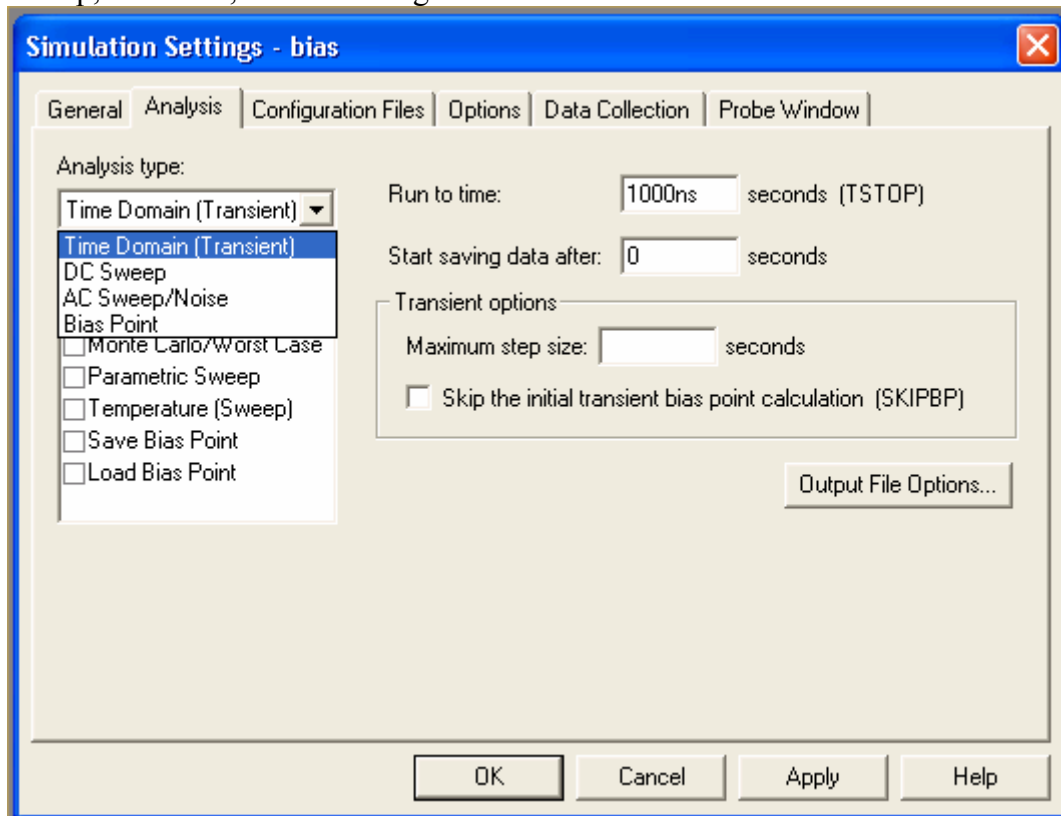 Simulation Settings - bias
General Analysis Configuration Files Options Data Collection Probe Window
Analysis type:
Time Domain (Transient)
Time Domain (Transient)
DC Sweep
AC Sweep/Noise
Bias Point
Monte Carlo/Worst Case
Parametric Sweep
Temperature (Sweep)
Save Bias Point
Load Bias Point
Run to time: 1000ns seconds (TSTOP)
Start saving data after: 0 seconds
Transient options
Maximum step size: seconds
Skip the initial transient bias point calculation (SKIPBP)
Output File Options...
OK Cancel Apply Help